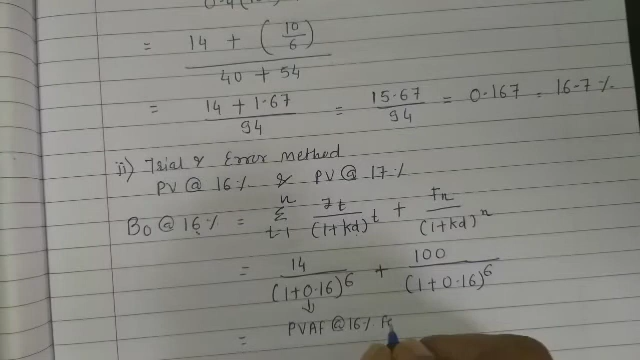 = 14 + (10/6) / 40 + 54
= 14 + 1.67 / 94 = 15.67 / 94 = 0.167 = 16.7 %
ii) Trial & Error Method
PV @ 16% & PV @ 17%
B0 @ 16% = n Σ t-1 It / (1+kd)^t + Fn / (1+kd)^n
= 14 / (1+0.16)^6 + 100 / (1+0.16)^6
↓
= PVAF @ 16%